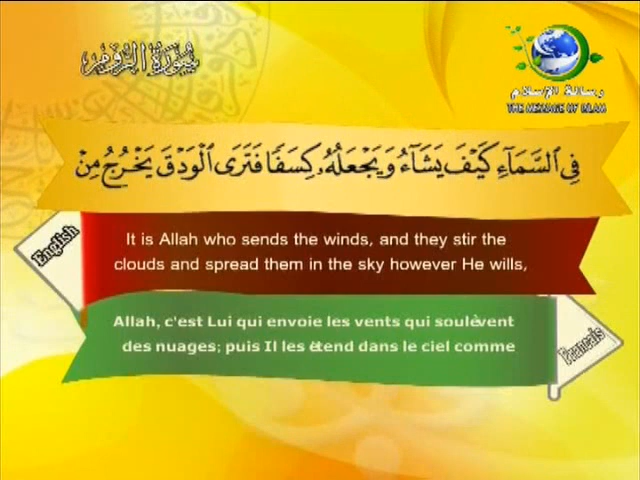 سورة الروم
رسالة الإسلام
THE MESSAGE OF ISLAM
فِي السَّمَاءِ كَيْفَ يَشَاءُ وَيَجْعَلُهُ كِسَفًا فَتَرَى الْوَدْقَ يَخْرُجُ مِنْ
English
It is Allah who sends the winds, and they stir the
clouds and spread them in the sky however He wills,
Allah, c'est Lui qui envoie les vents qui soulèvent
des nuages; puis Il les étend dans le ciel comme
Francais